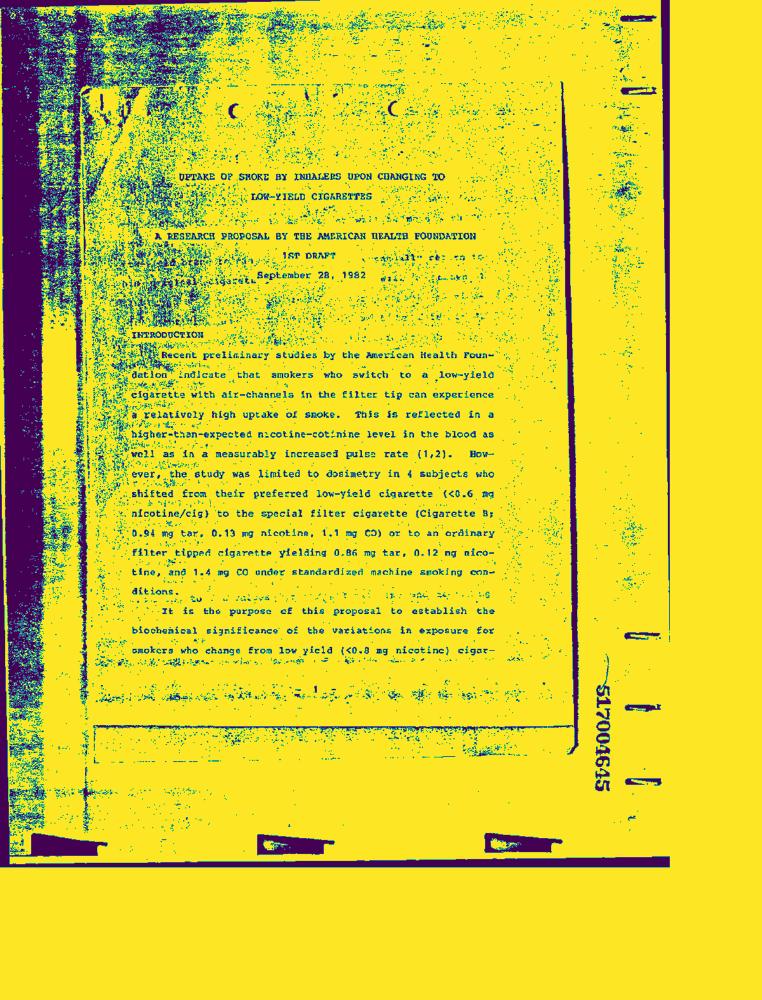 UPTAKE OF SMOKE BY INHALERS UPON CHANGING TO
LOW-YIELD CIGARETTES
A RESEARCH PROPOSAL BY THE AMERICAN HEALTH FOUNDATION
1ST DRAFT
September 28, 1982
INTRODUCTION
Recent preliminary studies by the American Health Foun-
dation indicate that smokers who switch to a low-yield
cigarette with air-channels in the filter tip can experience
a relatively high uptake of smoke. This is reflected in a
higher-than-expected nicotine-cotinine level in the blood as
well as in a measurably increased pulse rate (1,2). How-
ever, the study was limited to dosimetry in 4 subjects who
shifted from their preferred low-yield cigarette (<0.6 mg
nicotine/cig) to the special filter cigarette (Cigarette B;
0.94 mg tar, 0.13 mg nicotine, 1.1 mg CO) or to an ordinary
filter tipped cigarette yielding 0.86 mg tar, 0.12 mg nico-
tine, and 1.4 mg CO under standardized machine smoking con-
ditions.
It is the purpose of this proposal to establish the
biochemical significance of the variations in exposure for
smokers who change from low yield (<0.8 mg nicotine) cigar-
- 1 -
517004645